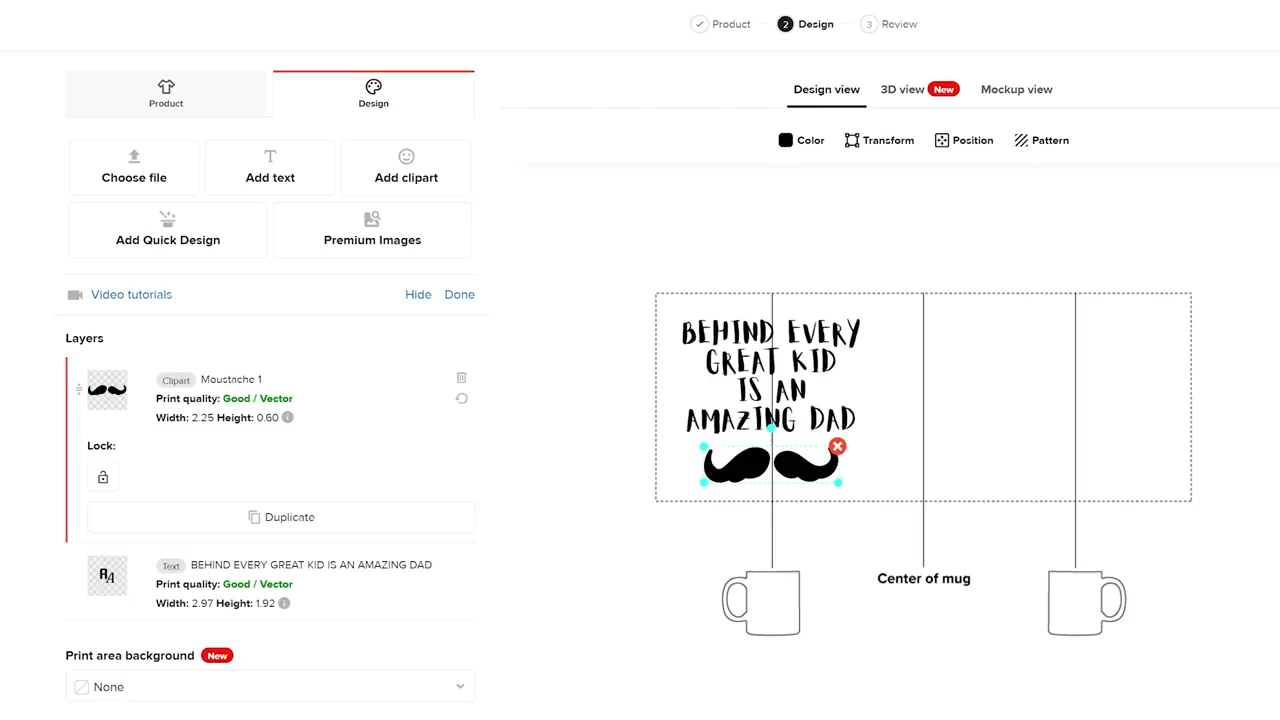 Product
2 Design
3 Review
Product
Design
Design view
3D view New
Mockup view
Color
Transform
Position
Pattern
Choose file
Add text
Add clipart
Add Quick Design
Premium Images
Video tutorials
Hide
Done
Layers
Clipart Moustache 1
Print quality: Good / Vector
Width: 2.25 Height: 0.60
Lock:
Duplicate
Text BEHIND EVERY GREAT KID IS AN AMAZING DAD
Print quality: Good / Vector
Width: 2.97 Height: 1.92
Print area background New
None
BEHIND EVERY
GREAT KID
IS AN
AMAZING DAD
Center of mug